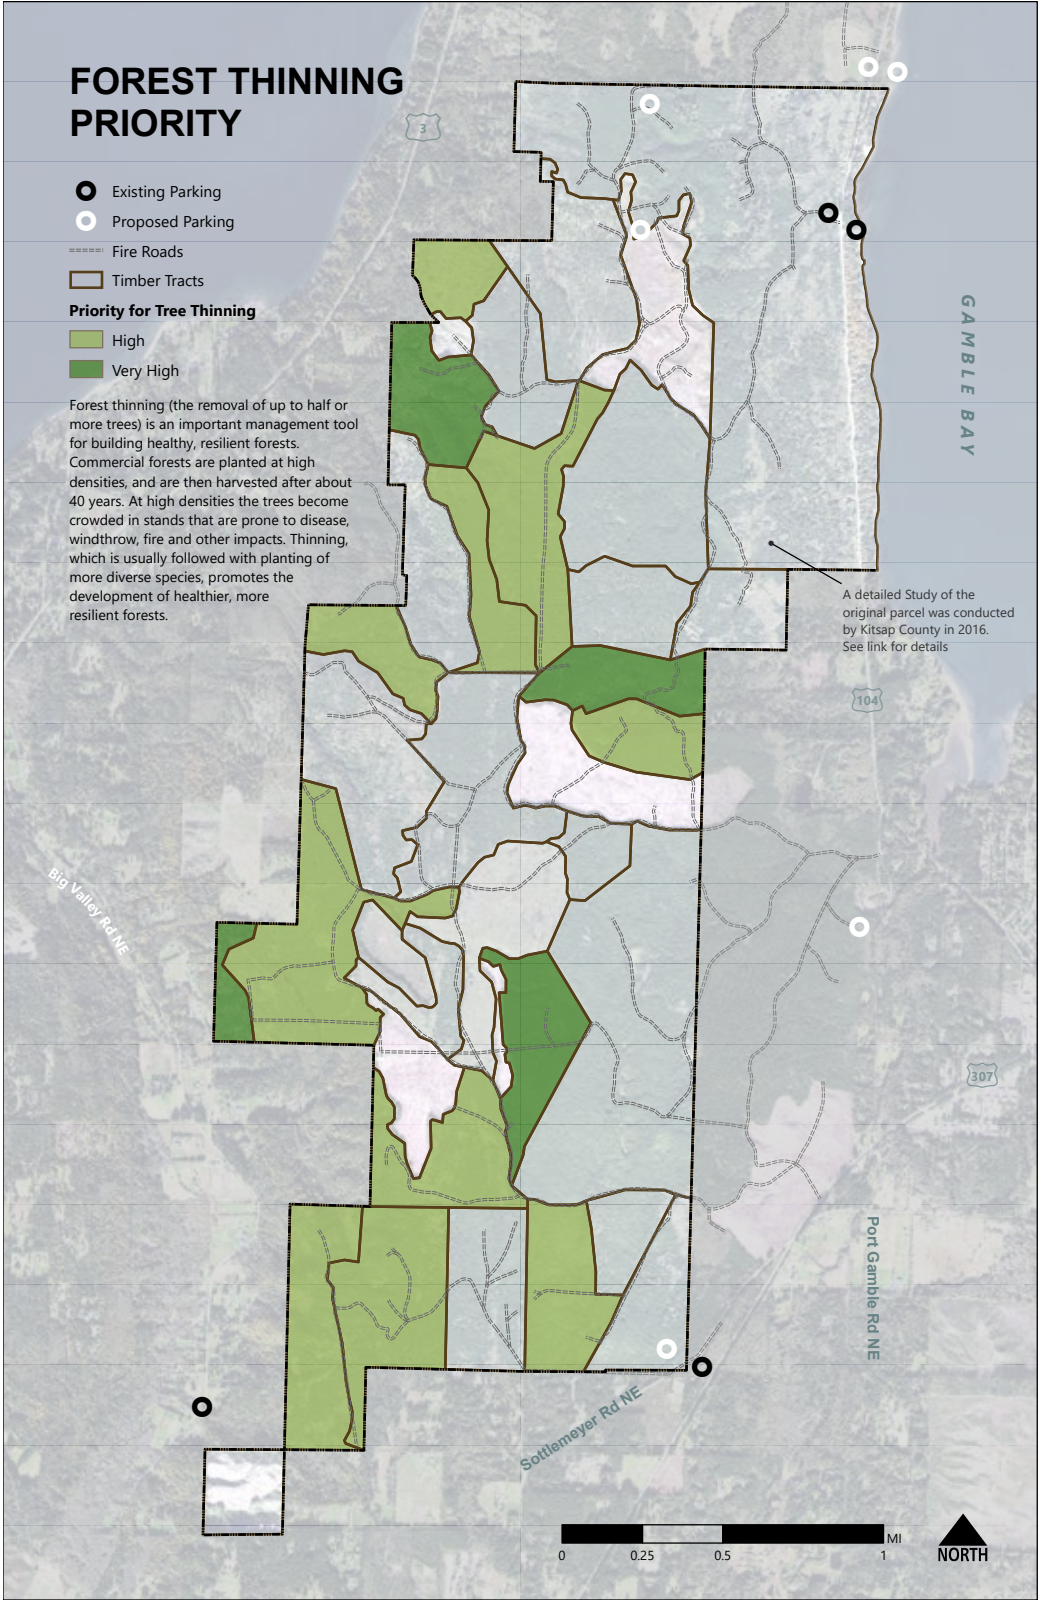 FOREST THINNING
PRIORITY
Existing Parking
Proposed Parking
Fire Roads
Timber Tracts
Priority for Tree Thinning
High
Very High
Forest thinning (the removal of up to half or
more trees) is an important management tool
for building healthy, resilient forests.
Commercial forests are planted at high
densities, and are then harvested after about
40 years. At high densities the trees become
crowded in stands that are prone to disease,
windthrow, fire and other impacts. Thinning,
which is usually followed with planting of
more diverse species, promotes the
development of healthier, more
resilient forests.
3
GAMBLE BAY
A detailed Study of the
original parcel was conducted
by Kitsap County in 2016.
See link for details
104
Big Valley Rd NE
307
Port Gamble Rd NE
Sottlemeyer Rd NE
MI
0 0.25 0.5 1
NORTH